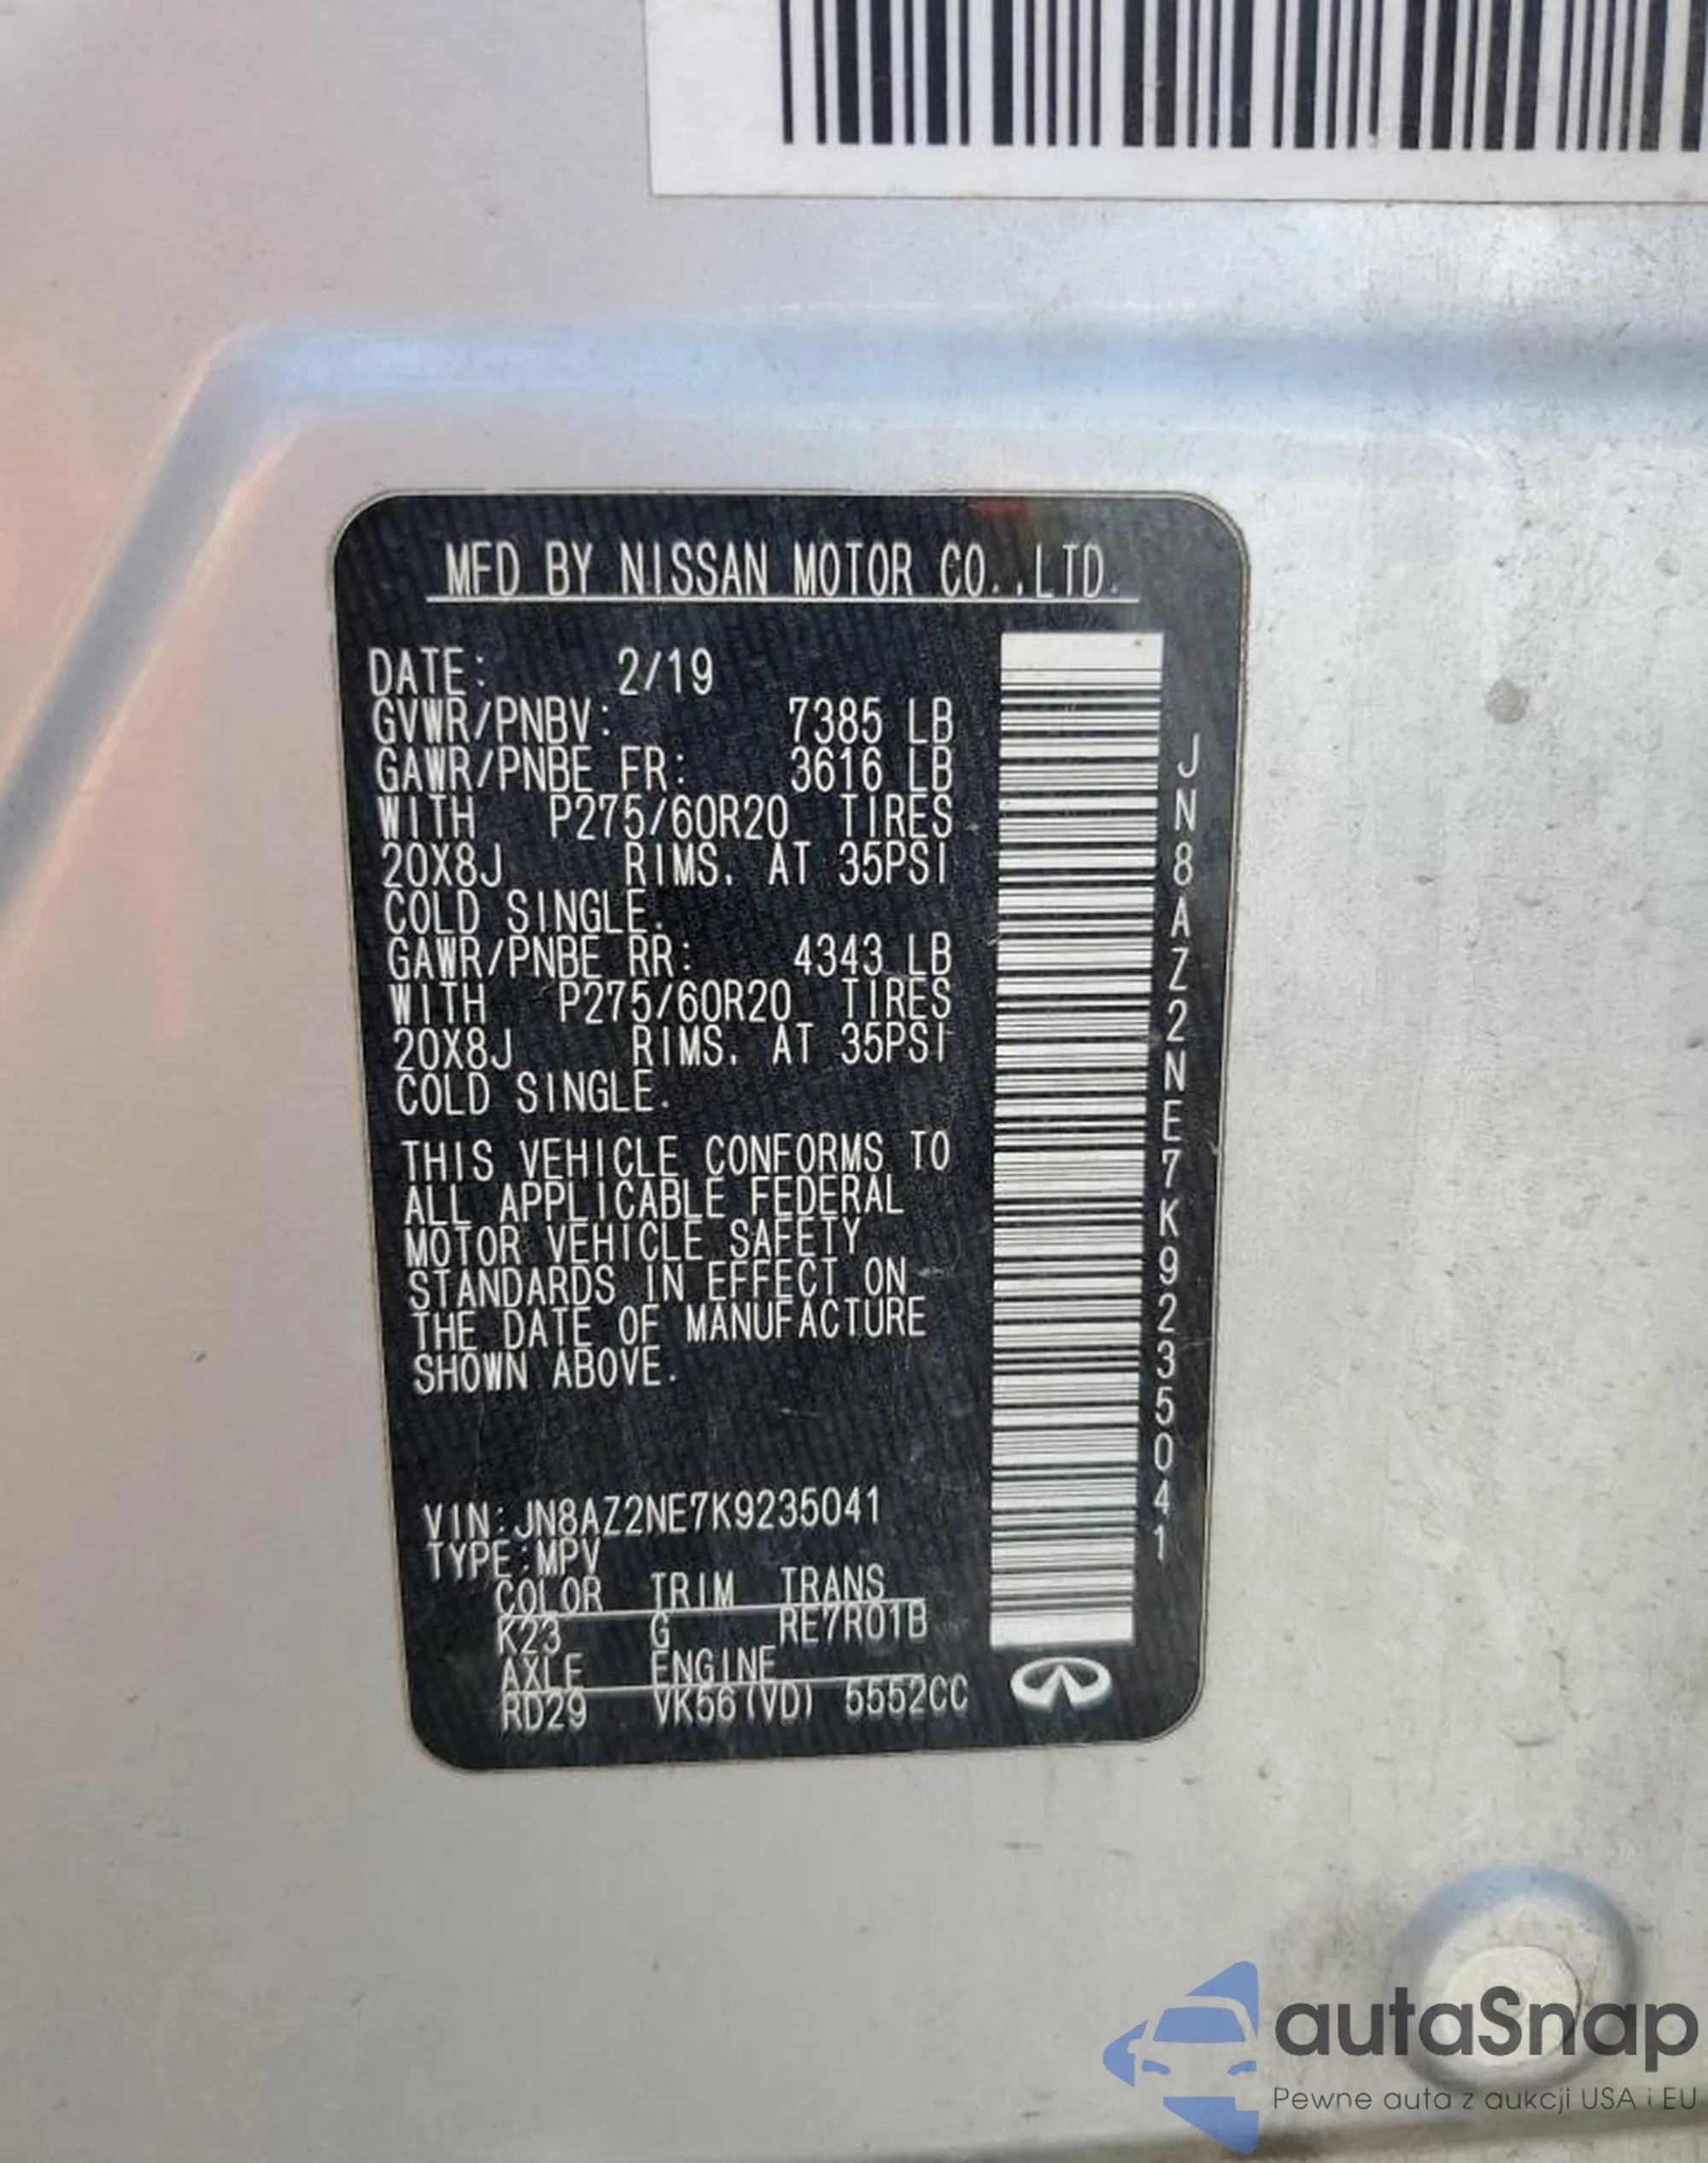 MFD BY NISSAN MOTOR CO.,LTD.
DATE: 2/19
GVWR/PNBV: 7385 LB
GAWR/PNBE FR: 3616 LB
WITH P275/60R20 TIRES
20X8J RIMS. AT 35PSI
COLD SINGLE.
GAWR/PNBE RR: 4343 LB
WITH P275/60R20 TIRES
20X8J RIMS. AT 35PSI
COLD SINGLE.
THIS VEHICLE CONFORMS TO
ALL APPLICABLE FEDERAL
MOTOR VEHICLE SAFETY
STANDARDS IN EFFECT ON
THE DATE OF MANUFACTURE
SHOWN ABOVE.
VIN:JN8AZ2NE7K9235041
TYPE:MPV
COLOR TRIM TRANS
K23 G RE7R01B
AXLE ENGINE
RD29 VK56(VD) 5552CC
JN8AZ2NE7K9235041
autaSnap
Pewne auta z aukcji USA i EU